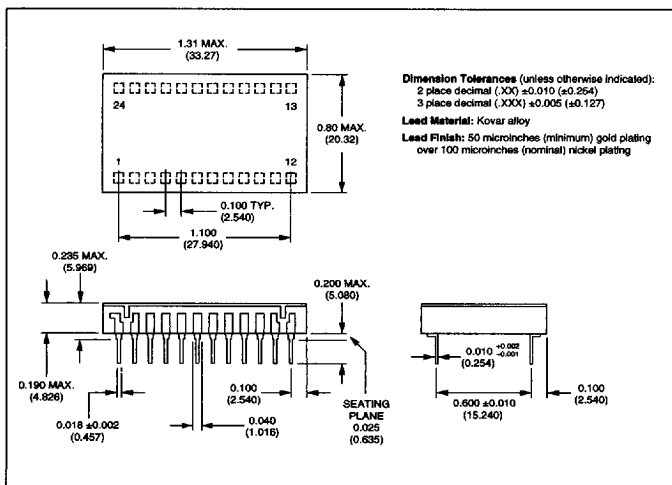 1.31 MAX.
(33.27)
24
13
0.80 MAX.
(20.32)
1
12
0.100 TYP.
(2.540)
1.100
(27.940)
Dimension Tolerances (unless otherwise indicated):
2 place decimal (.XX) ±0.010 (±0.254)
3 place decimal (.XXX) ±0.005 (±0.127)
Lead Material: Kovar alloy
Lead Finish: 50 microinches (minimum) gold plating
over 100 microinches (nominal) nickel plating
0.235 MAX.
(5.969)
0.200 MAX.
(5.080)
0.190 MAX.
(4.826)
0.018 ±0.002
(0.457)
0.100
(2.540)
0.040
(1.016)
SEATING
PLANE
0.025
(0.635)
0.010 +0.002
−0.001
(0.254)
0.600 ±0.010
(15.240)
0.100
(2.540)